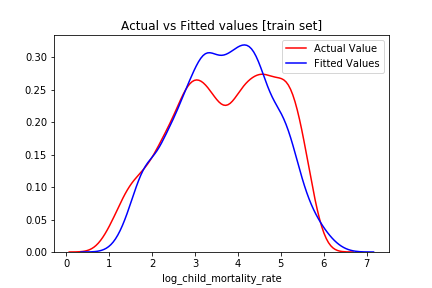 Actual vs Fitted values [train set]
Actual Value
Fitted Values
0.30
0.25
0.20
0.15
0.10
0.05
0.00
0 1 2 3 4 5 6 7
log_child_mortality_rate